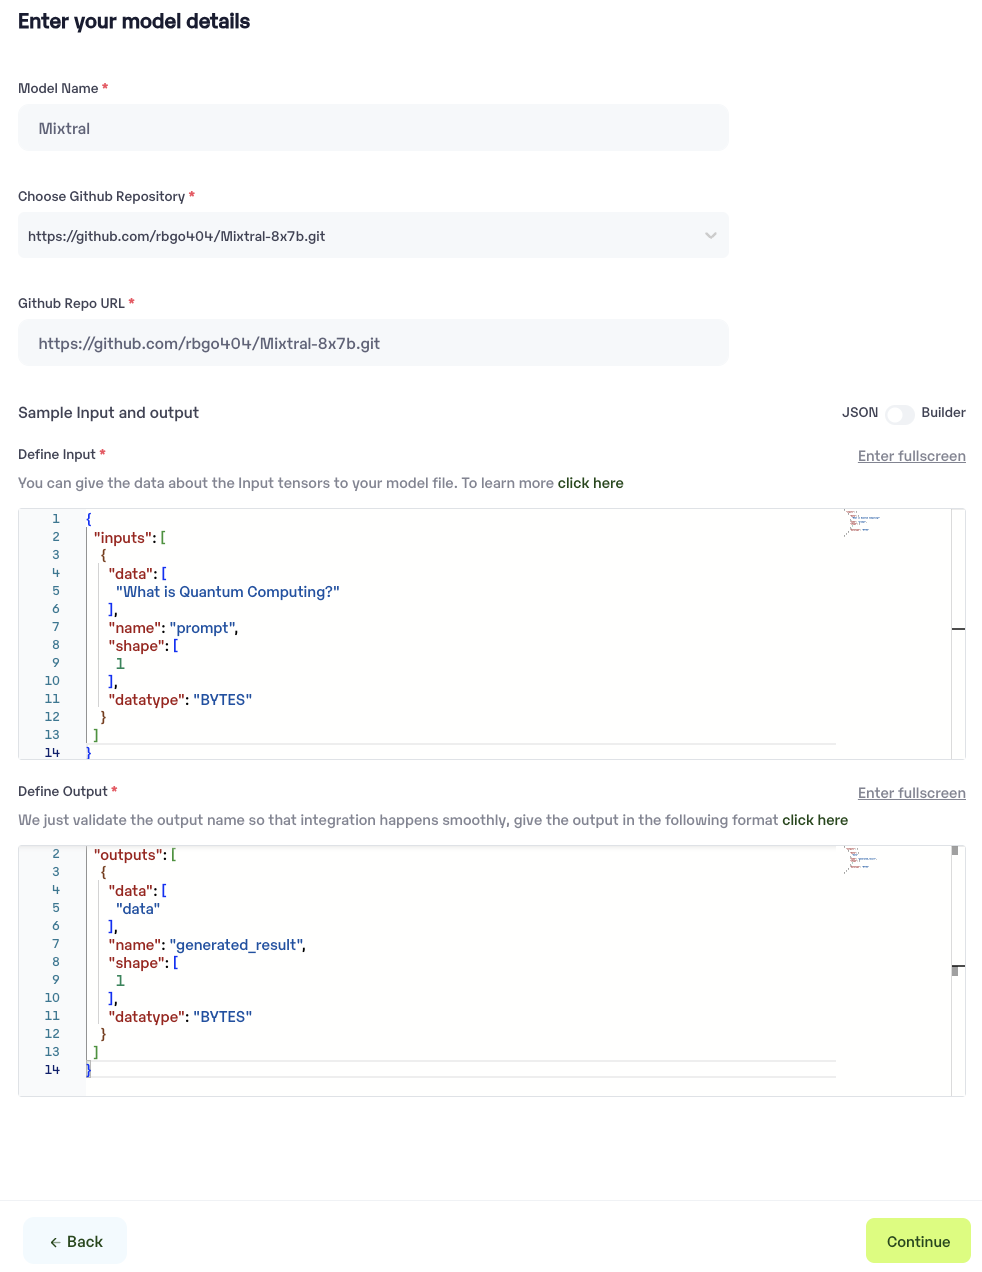 Enter your model details
Model Name *
Mixtral
Choose Github Repository *
https://github.com/rbgo404/Mixtral-8x7b.git
Github Repo URL *
https://github.com/rbgo404/Mixtral-8x7b.git
Sample Input and output
JSON Builder
Define Input *
Enter fullscreen
You can give the data about the Input tensors to your model file. To learn more click here
1 {
2 "inputs": [
3 {
4 "data": [
5 "What is Quantum Computing?"
6 ],
7 "name": "prompt",
8 "shape": [
9 1
10 ],
11 "datatype": "BYTES"
12 }
13 ]
14 }
Define Output *
Enter fullscreen
We just validate the output name so that integration happens smoothly, give the output in the following format click here
2 "outputs": [
3 {
4 "data": [
5 "data"
6 ],
7 "name": "generated_result",
8 "shape": [
9 1
10 ],
11 "datatype": "BYTES"
12 }
13 ]
14 }
← Back
Continue